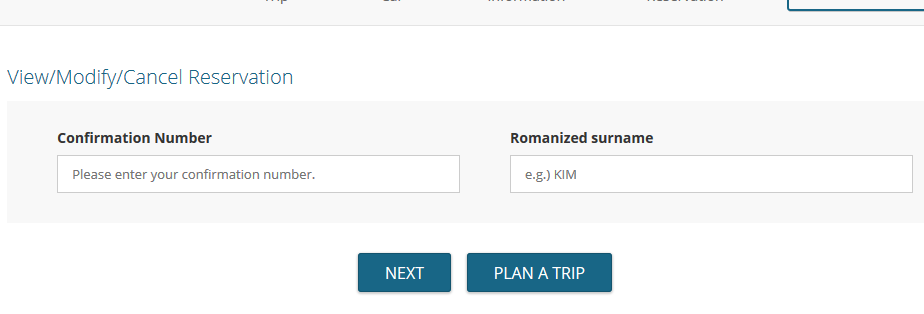 View/Modify/Cancel Reservation
Confirmation Number
Romanized surname
Please enter your confirmation number.
e.g.) KIM
NEXT
PLAN A TRIP